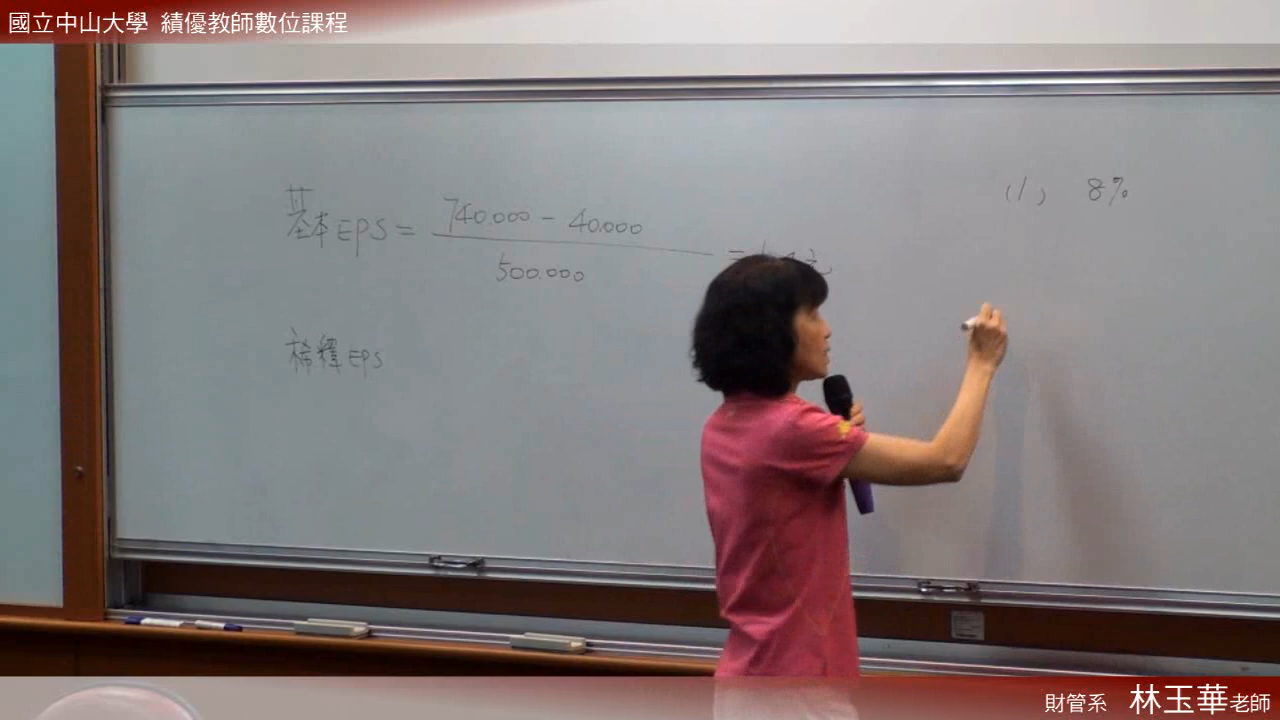 國立中山大學 績優教師數位課程
(1) 8%
基本EPS = 740.000 - 40.000
500.000
=
稀釋EPS
財管系 林玉華老師